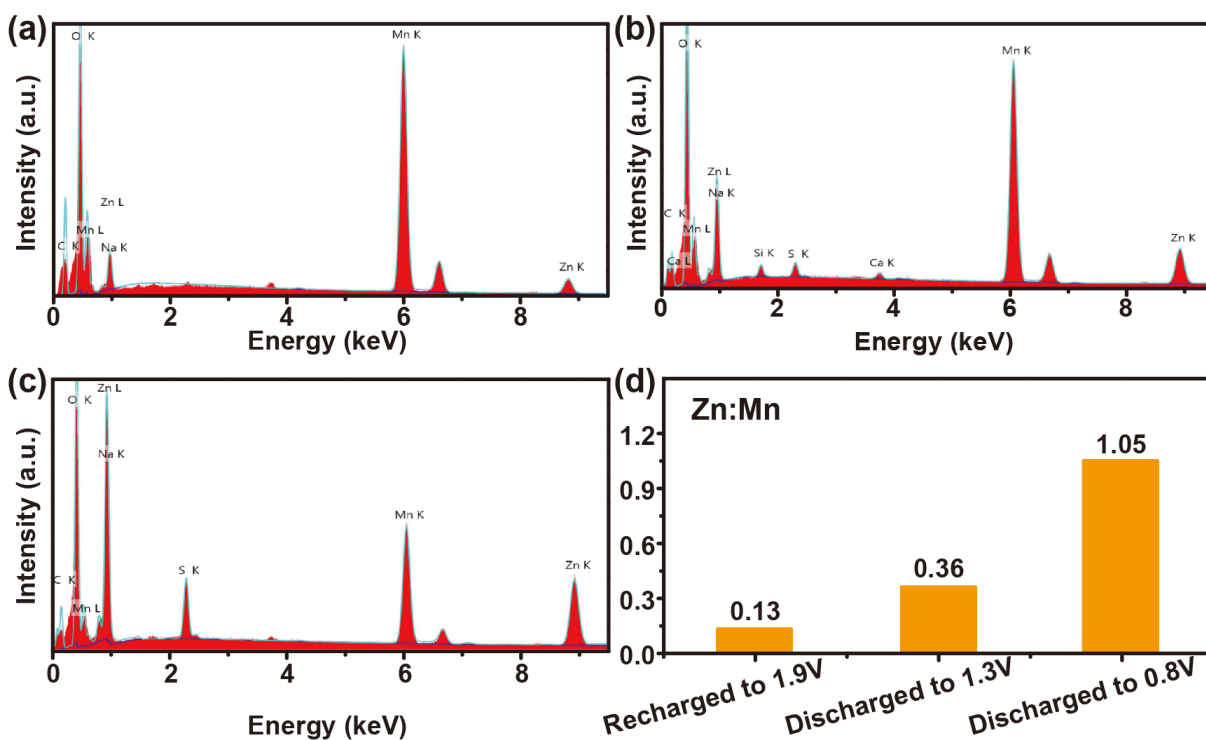 (a)
O K
Mn K
Zn L
Mn L
C K
Na K
Zn K
Intensity (a.u.)
0 2 4 6 8
Energy (keV)
(b)
O K
Mn K
Zn L
Na K
C K
Mn L
Ca L
Si K
S K
Ca K
Zn K
Intensity (a.u.)
0 2 4 6 8
Energy (keV)
(c)
Zn L
O K
Na K
Mn K
C K
S K
Zn K
Mn L
Intensity (a.u.)
0 2 4 6 8
Energy (keV)
(d)
Zn:Mn
1.2
0.9
0.6
0.3
0.0
0.13
0.36
1.05
Recharged to 1.9V
Discharged to 1.3V
Discharged to 0.8V